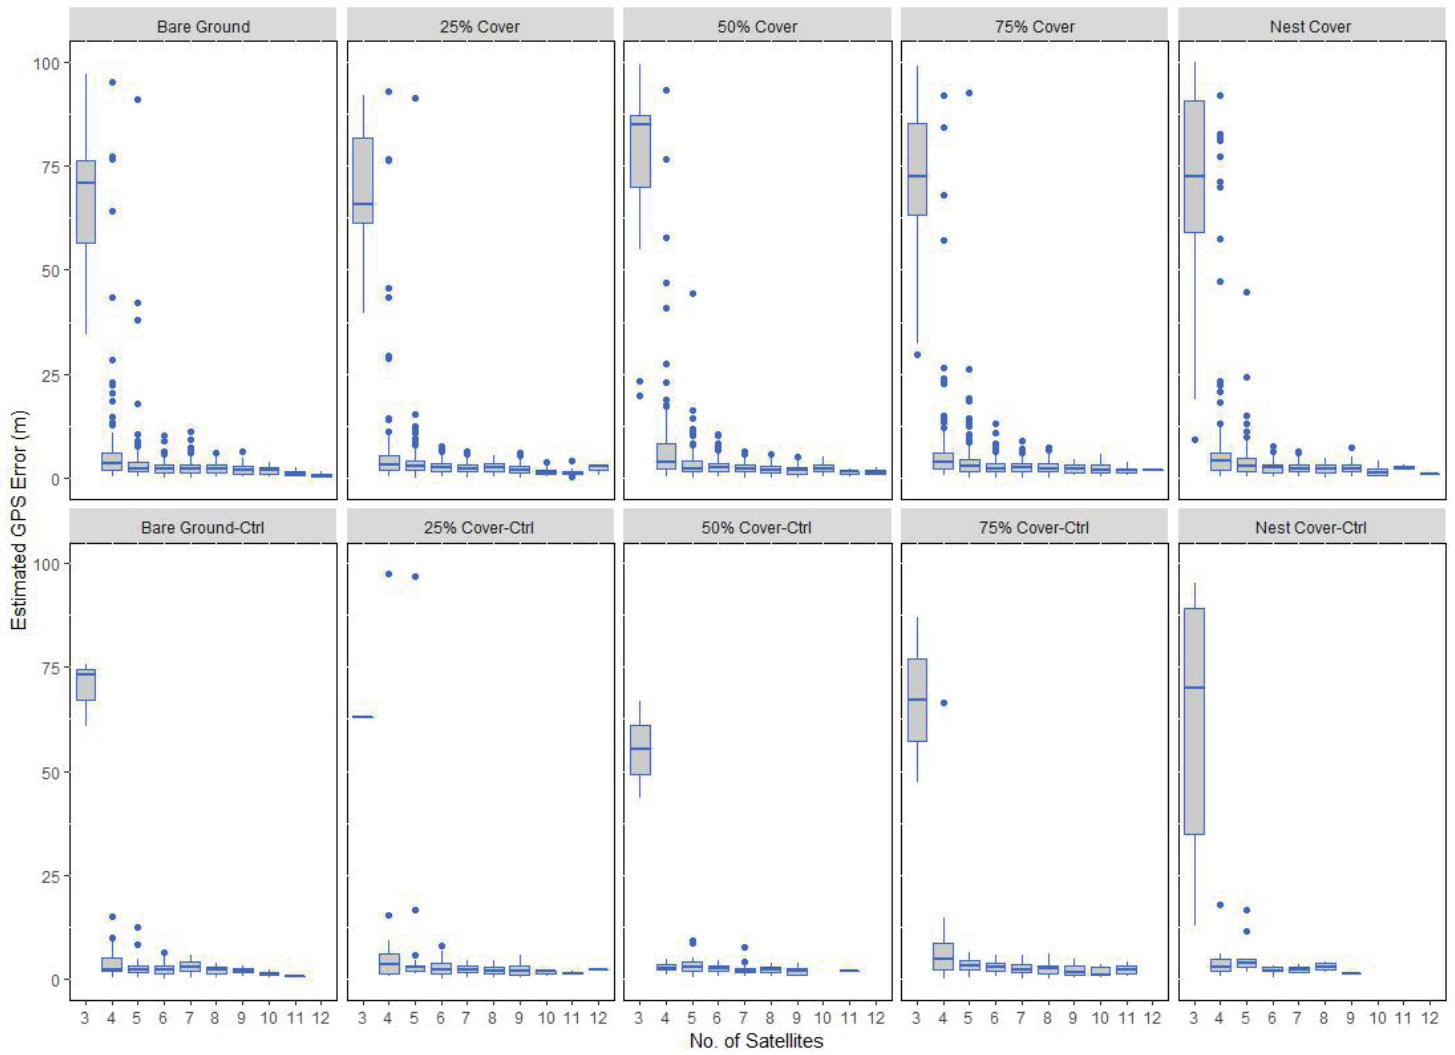 Bare Ground 25% Cover 50% Cover 75% Cover Nest Cover
100
75
50
25
0
Estimated GPS Error (m)
Bare Ground-Ctrl 25% Cover-Ctrl 50% Cover-Ctrl 75% Cover-Ctrl Nest Cover-Ctrl
100
75
50
25
0
3 4 5 6 7 8 9 10 11 12 3 4 5 6 7 8 9 10 11 12 3 4 5 6 7 8 9 10 11 12 3 4 5 6 7 8 9 10 11 12 3 4 5 6 7 8 9 10 11 12
No. of Satellites